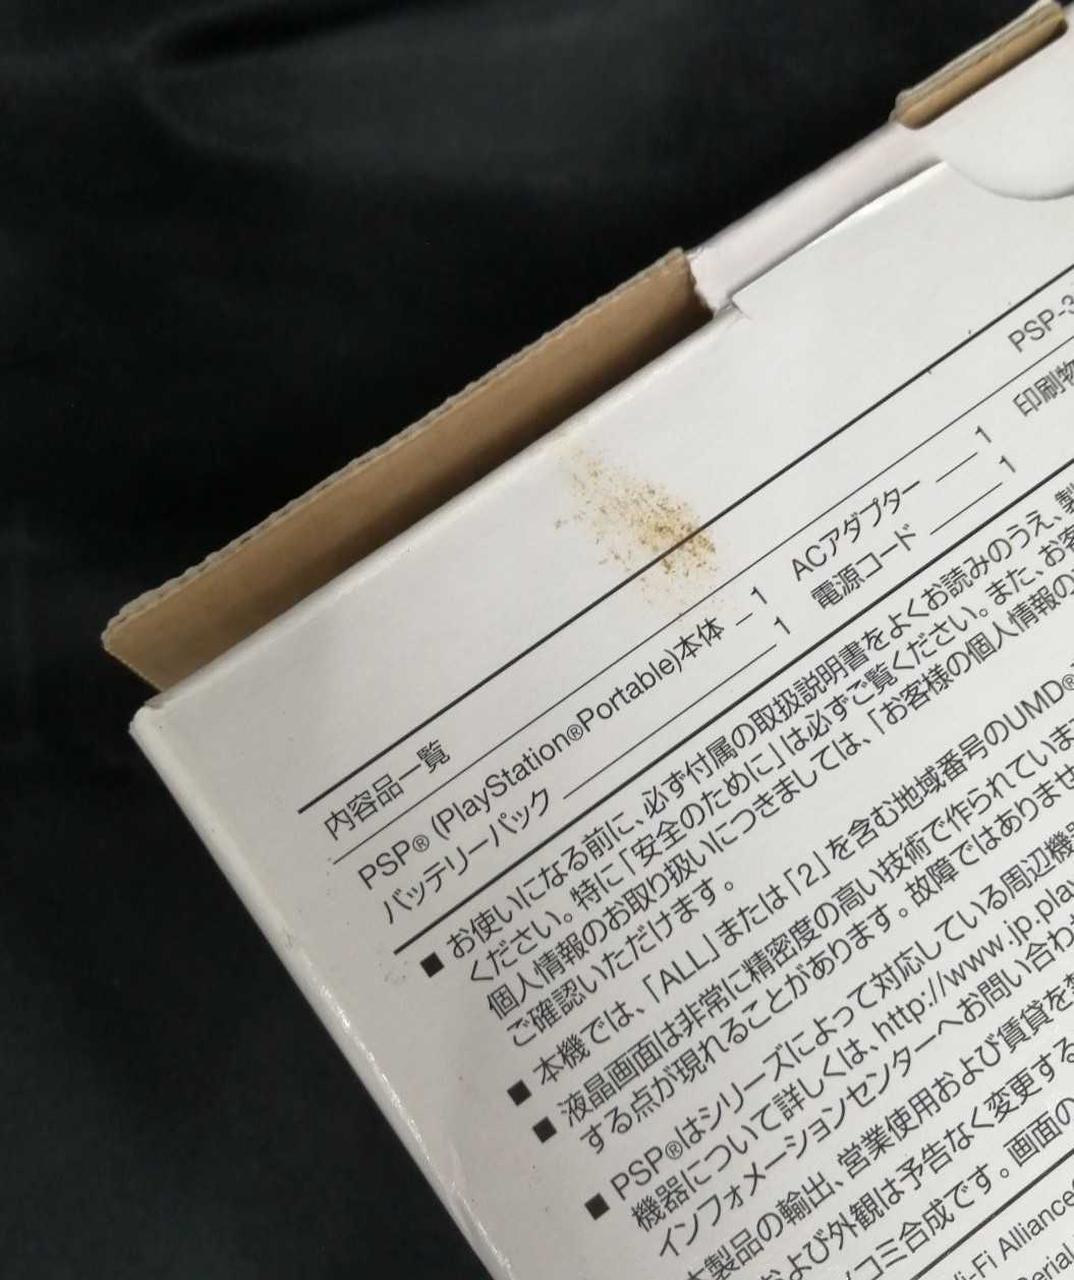 PSP-3
内容品一覧
PSP® (PlayStation®Portable)本体 1 ACアダプター 1 印刷物
バッテリーパック 1 電源コード 1
■ お使いになる前に、必ず付属の取扱説明書をよくお読みのうえ、製
ください。特に「安全のために」は必ずご覧ください。また、お客
個人情報のお取り扱いにつきましては、「お客様の個人情報の
ご確認いただけます。
■ 本機では、「ALL」または「2」を含む地域番号のUMD®
■ 液晶画面は非常に精密度の高い技術で作られていま
する点が現れることがあります。故障ではありませ
■ PSP®はシリーズによって対応している周辺機器
機器について詳しくは、http://www.jp.play
インフォメーションセンターへお問い合わ
本製品の輸出、営業使用および賃貸を禁
および外観は予告なく変更する
コミ合成です。画面の
i-Fi Alliance
erial